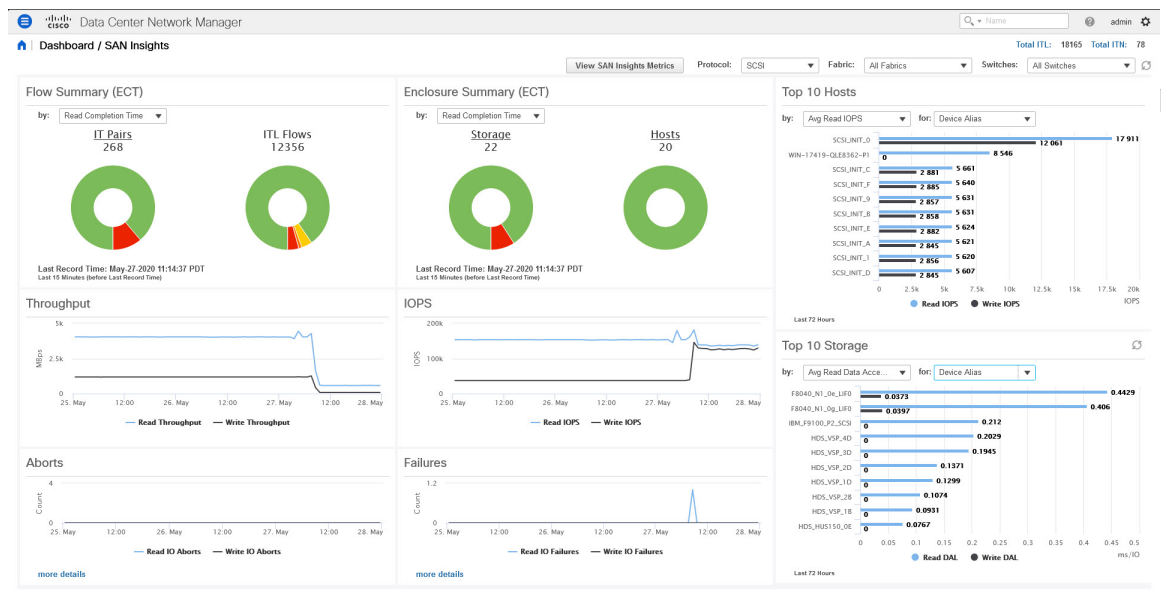 cisco Data Center Network Manager
Name
admin
Dashboard / SAN Insights
Total ITL: 18165 Total ITN: 78
View SAN Insights Metrics Protocol: SCSI Fabric: All Fabrics Switches: All Switches
Flow Summary (ECT)
by: Read Completion Time
IT Pairs
268
ITL Flows
12356
Last Record Time: May-27-2020 11:14:37 PDT
Last 15 Minutes (before Last Record Time)
Enclosure Summary (ECT)
by: Read Completion Time
Storage
22
Hosts
20
Last Record Time: May-27-2020 11:14:37 PDT
Last 15 Minutes (before Last Record Time)
Top 10 Hosts
by: Avg Read IOPS for: Device Alias
SCSI_INIT_0 17 911
12 061
WIN-17419-QLE8362-P1 8 546
0
SCSI_INIT_C 5 661
2 881
SCSI_INIT_F 5 640
2 885
SCSI_INIT_9 5 631
2 857
SCSI_INIT_B 5 631
2 858
SCSI_INIT_E 5 624
2 882
SCSI_INIT_A 5 621
2 845
SCSI_INIT_1 5 620
2 856
SCSI_INIT_D 5 607
2 845
0 2.5k 5k 7.5k 10k 12.5k 15k 17.5k 20k
IOPS
Read IOPS Write IOPS
Last 72 Hours
Throughput
5k
2.5k
0
MBps
25. May 12:00 26. May 12:00 27. May 12:00 28. May
Read Throughput Write Throughput
IOPS
200k
100k
0
IOPS
25. May 12:00 26. May 12:00 27. May 12:00 28. May
Read IOPS Write IOPS
Top 10 Storage
by: Avg Read Data Acce... for: Device Alias
F8040_N1_0e_LIF0 0.4429
0.0373
F8040_N1_0g_LIF0 0.406
0.0397
IBM_F9100_P2_SCSI 0.212
0
HDS_VSP_4D 0.2029
0
HDS_VSP_3D 0.1945
0
HDS_VSP_2D 0.1371
0
HDS_VSP_1D 0.1299
0
HDS_VSP_2B 0.1074
0
HDS_VSP_1B 0.0931
0
HDS_HUS150_0E 0.0767
0
0 0.05 0.1 0.15 0.2 0.25 0.3 0.35 0.4 0.45 0.5
ms/IO
Read DAL Write DAL
Last 72 Hours
Aborts
4
0
Count
25. May 12:00 26. May 12:00 27. May 12:00 28. May
Read IO Aborts Write IO Aborts
more details
Failures
1.2
0
Count
25. May 12:00 26. May 12:00 27. May 12:00 28. May
Read IO Failures Write IO Failures
more details